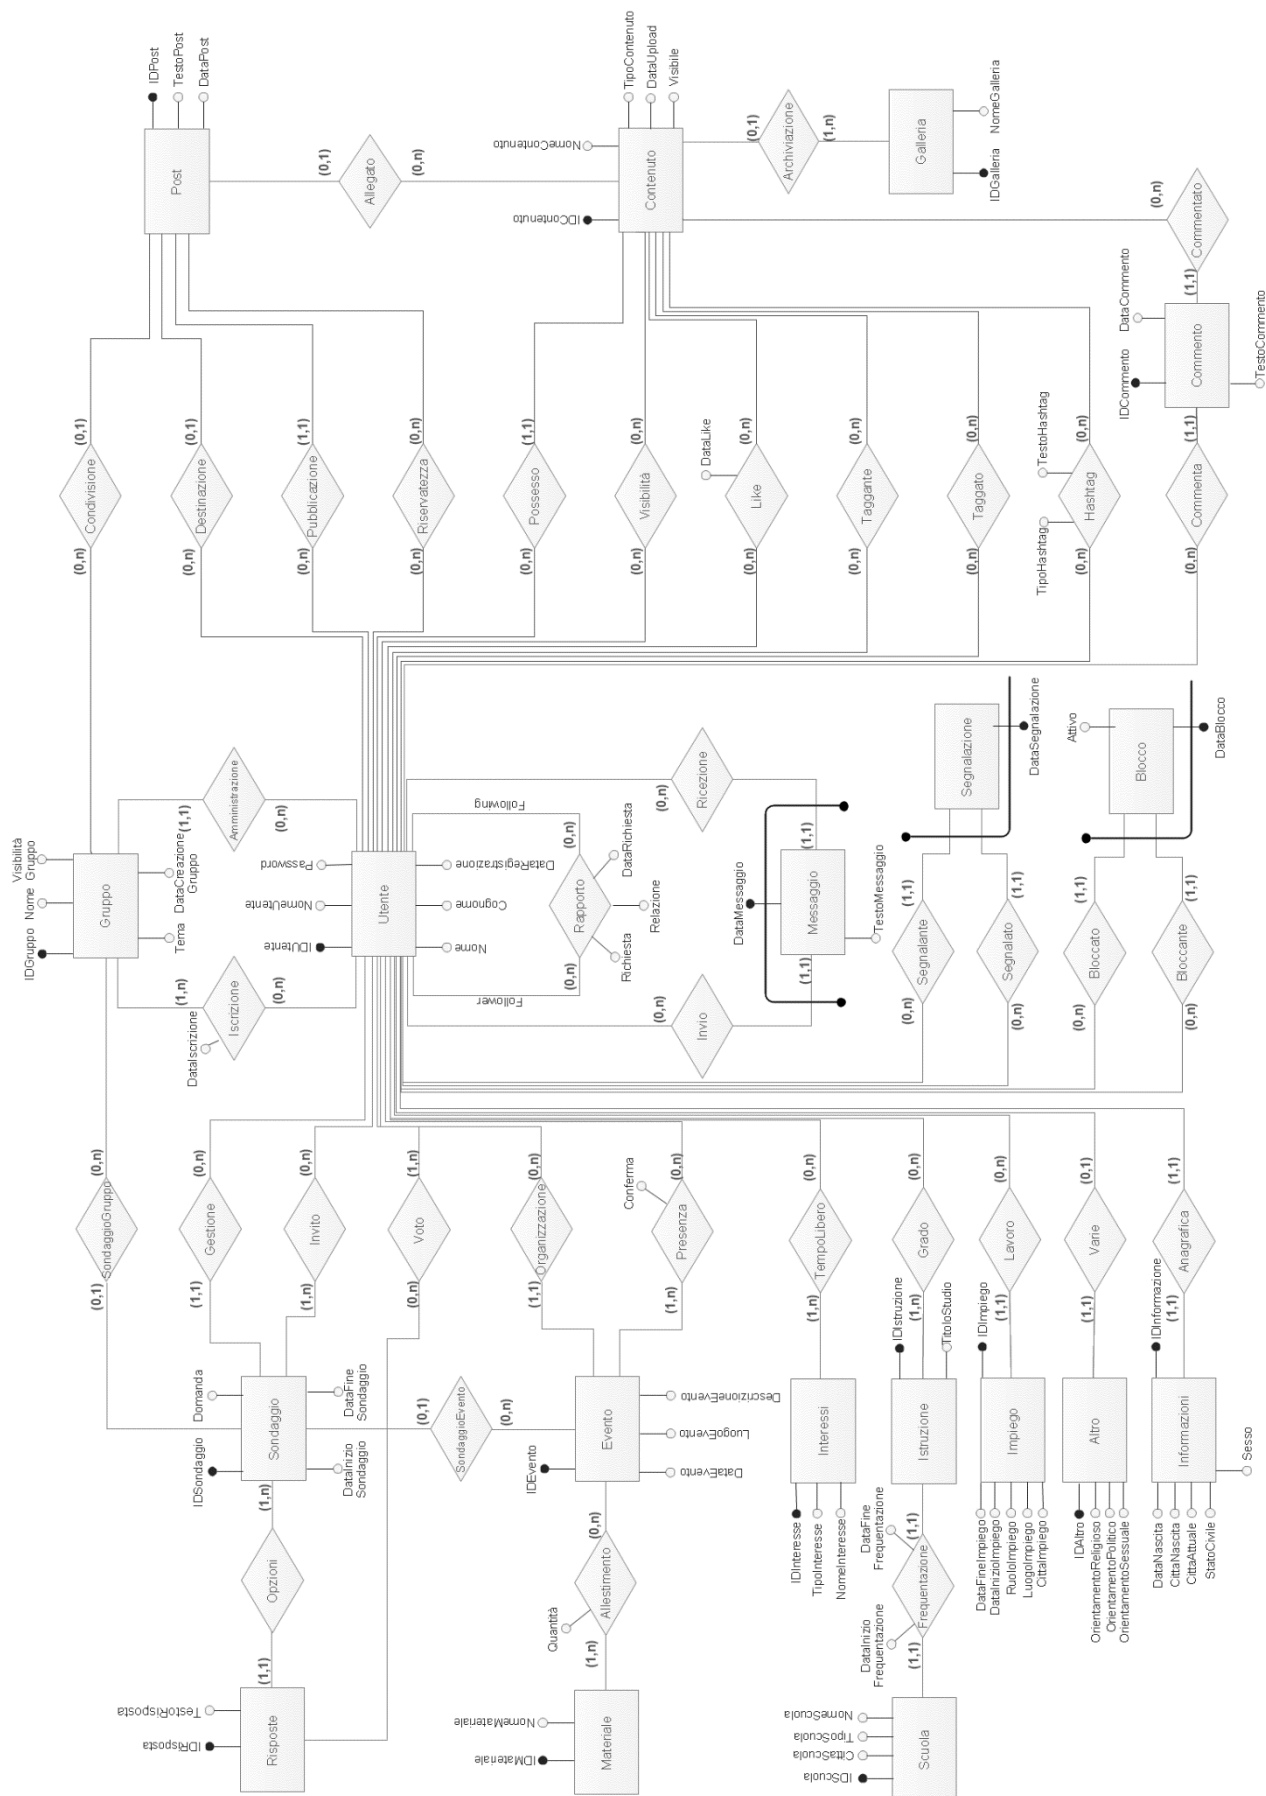 IDPost
TestoPost
DataPost
Post
(0,1)
Allegato
(0,n)
TipoContenuto
DataUpload
Visibile
NomeContenuto
Contenuto
IDContenuto
(0,1)
Archiviazione
(1,n)
Galleria
NomeGalleria
IDGalleria
(0,n)
Commentato
(1,1)
DataCommento
IDCommento
Commento
TestoCommento
(1,1)
Commenta
(0,n)
(0,1)
Condivisione
(0,n)
(0,1)
Destinazione
(0,n)
(1,1)
Pubblicazione
(0,n)
(0,n)
Riservatezza
(0,n)
(1,1)
Possesso
(0,n)
(0,n)
Visibilità
(0,n)
DataLike
(0,n)
Like
(0,n)
(0,n)
Taggante
(0,n)
(0,n)
Taggato
(0,n)
TestoHashtag
TipoHashtag
(0,n)
Hashtag
(0,n)
Visibilità
Gruppo
Nome
IDGruppo
Gruppo
DataCreazione
Gruppo
Tema
(1,1)
Amministrazione
(0,n)
(1,n)
Iscrizione
(0,n)
DataIscrizione
Password
NomeUtente
IDUtente
Utente
DataRegistrazione
Cognome
Nome
Following
(0,n)
Rapporto
DataRichiesta
Relazione
Richiesta
(0,n)
Follower
(0,n)
Ricezione
(1,1)
DataMessaggio
Messaggio
TestoMessaggio
(1,1)
Invio
(0,n)
Segnalazione
DataSegnalazione
(1,1)
Segnalante
(0,n)
(1,1)
Segnalato
(0,n)
Attivo
Blocco
DataBlocco
(1,1)
Bloccato
(0,n)
(1,1)
Bloccante
(0,n)
(0,n)
SondaggioGruppo
(0,1)
(0,n)
Gestione
(1,1)
(0,n)
Invito
(1,n)
(1,n)
Voto
(0,n)
(0,n)
Organizzazione
(1,1)
Conferma
(0,n)
Presenza
(1,n)
(0,n)
TempoLibero
(1,n)
(0,n)
Grado
(1,n)
(0,n)
Lavoro
(1,1)
(0,1)
Varie
(1,1)
(1,1)
Anagrafica
(1,1)
Domanda
IDSondaggio
Sondaggio
DataFine
Sondaggio
DataInizio
Sondaggio
(0,1)
SondaggioEvento
(0,n)
IDEvento
Evento
DescrizioneEvento
LuogoEvento
DataEvento
(1,n)
Opzioni
(1,1)
TestoRisposta
IDRisposta
Risposte
(0,n)
Allestimento
Quantità
(1,n)
NomeMateriale
IDMateriale
Materiale
Interessi
IDInteresse
TipoInteresse
NomeInteresse
IDIstruzione
Istruzione
TitoloStudio
(1,1)
Frequentazione
DataFine
Frequentazione
DataInizio
Frequentazione
(1,1)
NomeScuola
TipoScuola
CittaScuola
IDScuola
Scuola
IDImpiego
Impiego
DataFineImpiego
DataInizioImpiego
RuoloImpiego
LuogoImpiego
CittaImpiego
Altro
IDAltro
OrientamentoReligioso
OrientamentoPolitico
OrientamentoSessuale
IDInformazione
Informazioni
Sesso
DataNascita
CittaNascita
CittaAttuale
StatoCivile